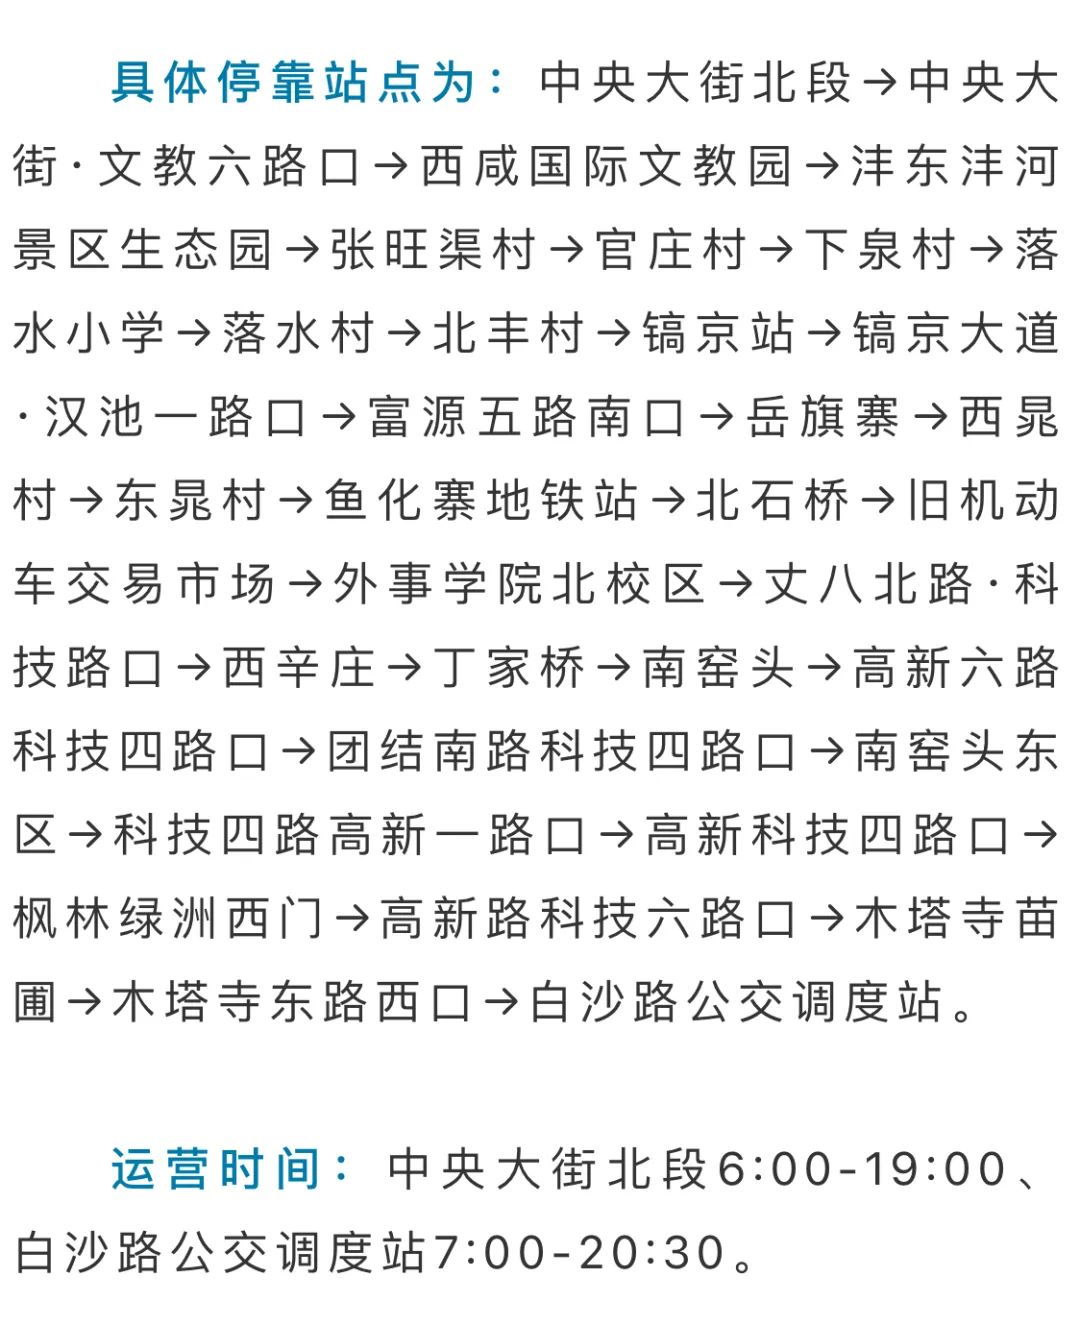 具体停靠站点为：中央大街北段→中央大
街·文教六路口→西咸国际文教园→沣东沣河
景区生态园→张旺渠村→官庄村→下泉村→落
水小学→落水村→北丰村→镐京站→镐京大道
·汉池一路口→富源五路南口→岳旗寨→西晁
村→东晁村→鱼化寨地铁站→北石桥→旧机动
车交易市场→外事学院北校区→丈八北路·科
技路口→西辛庄→丁家桥→南窑头→高新六路
科技四路口→团结南路科技四路口→南窑头东
区→科技四路高新一路口→高新科技四路口→
枫林绿洲西门→高新路科技六路口→木塔寺苗
圃→木塔寺东路西口→白沙路公交调度站。
运营时间：中央大街北段6:00-19:00、
白沙路公交调度站7:00-20:30。